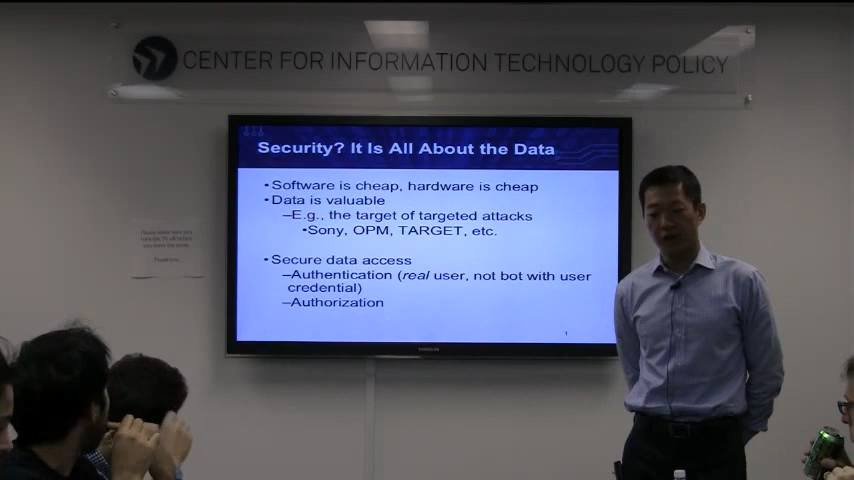 CENTER FOR INFORMATION TECHNOLOGY POLICY
Security? It Is All About the Data
•Software is cheap, hardware is cheap
•Data is valuable
–E.g., the target of targeted attacks
•Sony, OPM, TARGET, etc.
•Secure data access
–Authentication (real user, not bot with user
credential)
–Authorization
1
SAMSUNG